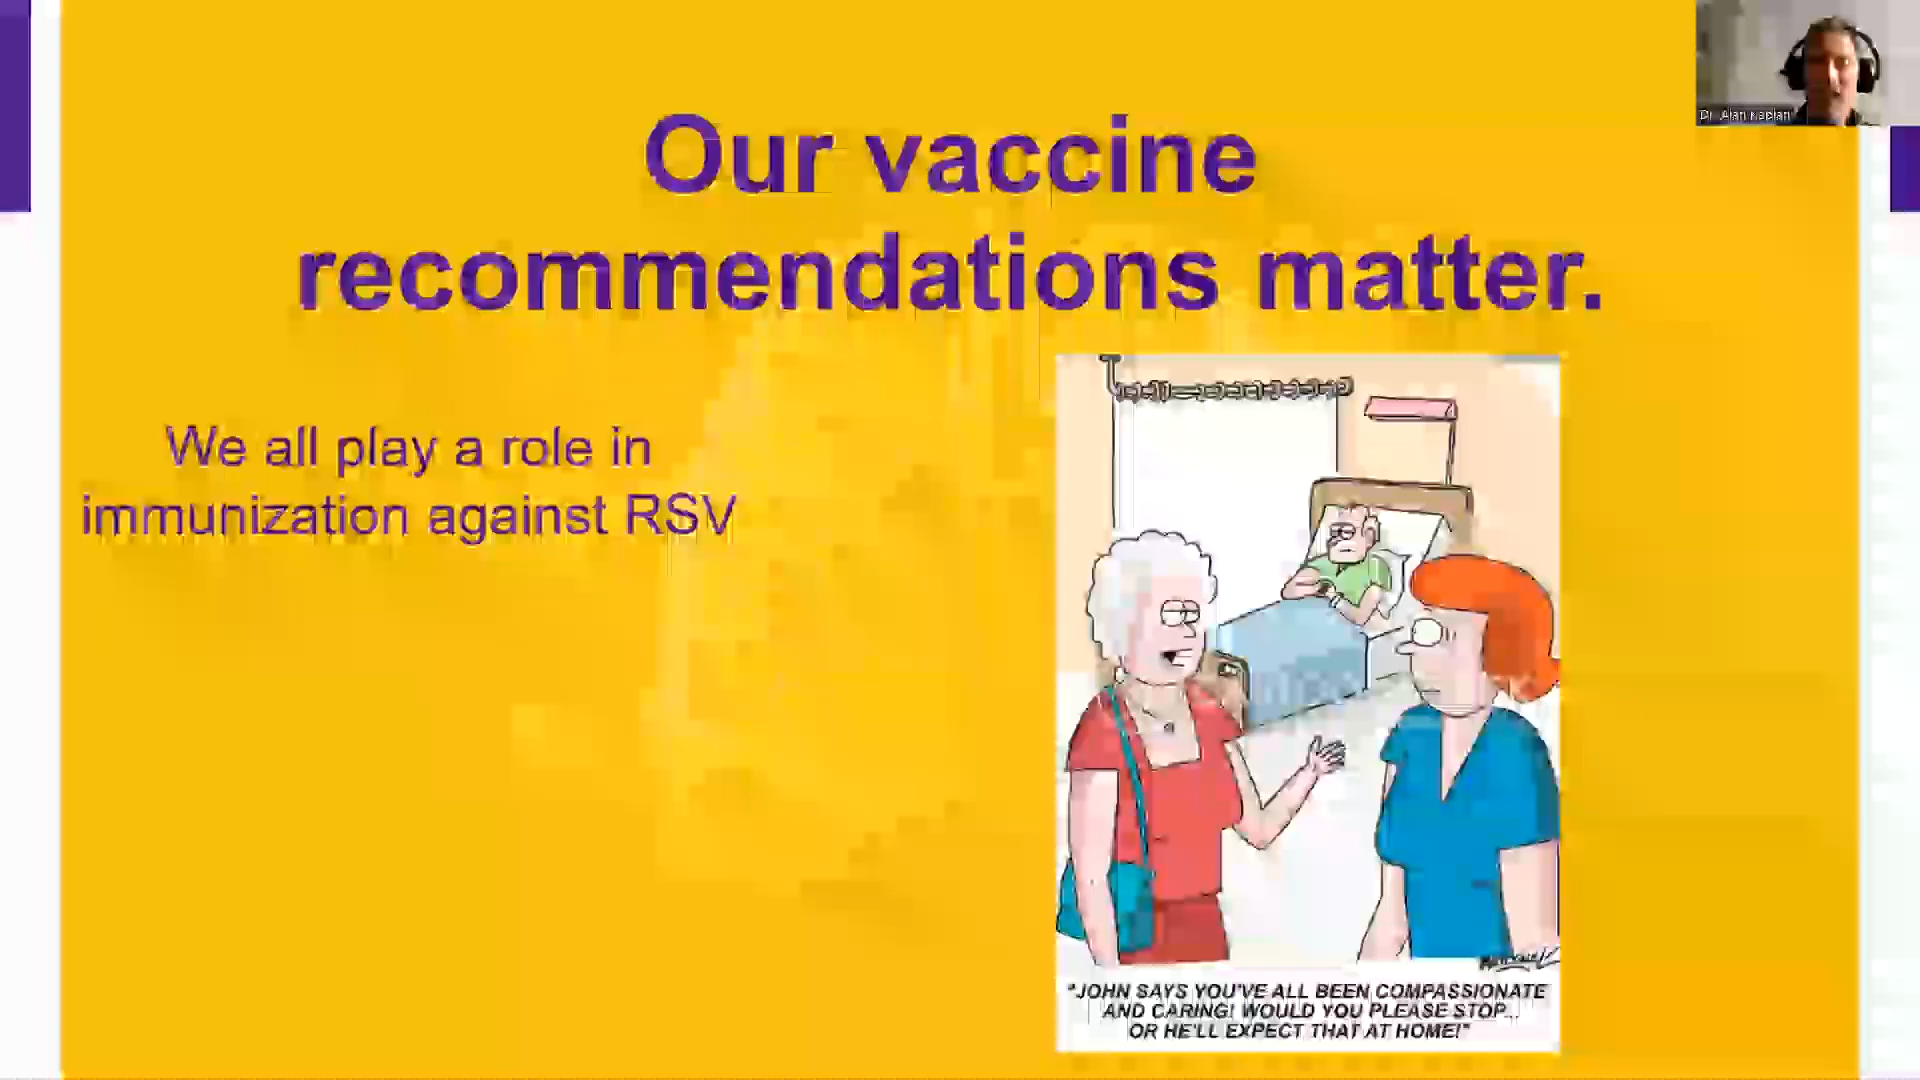 Our vaccine
recommendations matter.
Dr. Alan Kaplan
We all play a role in
immunization against RSV
"JOHN SAYS YOU'VE ALL BEEN COMPASSIONATE
AND CARING! WOULD YOU PLEASE STOP...
OR HE'LL EXPECT THAT AT HOME!"